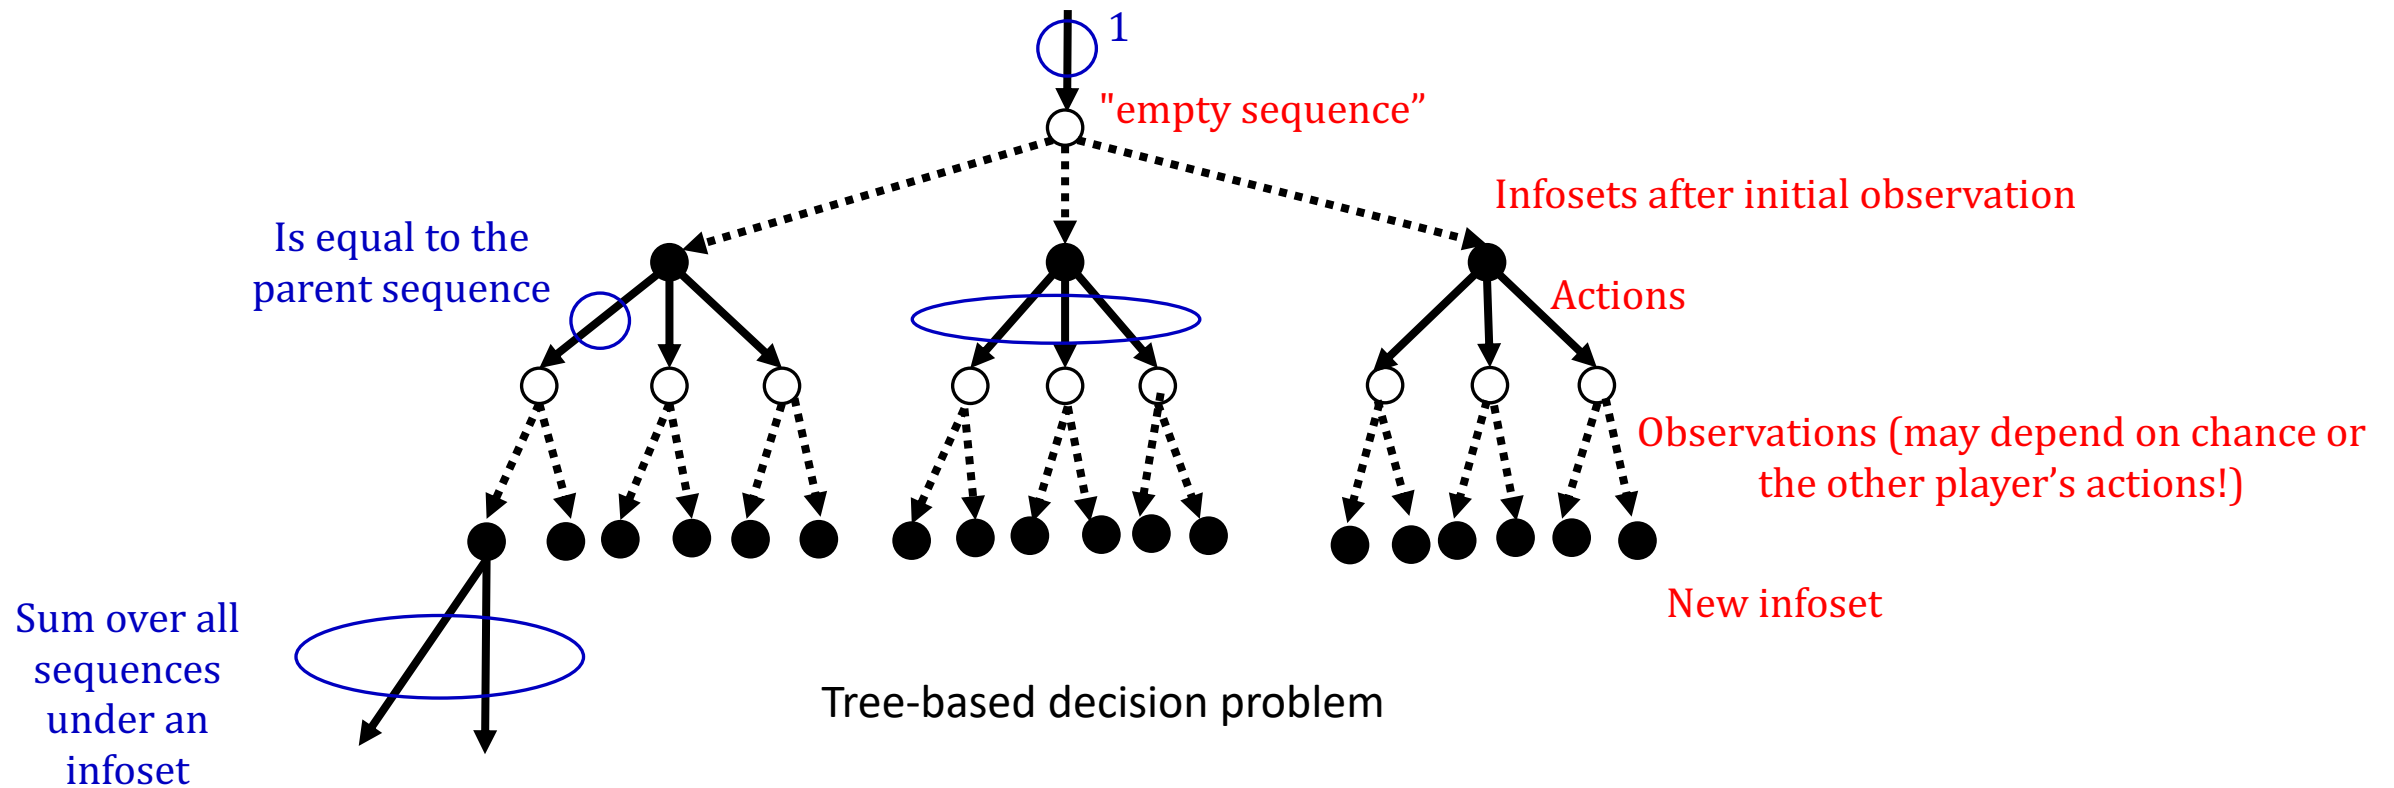 1
"empty sequence”
Infosets after initial observation
Is equal to the
parent sequence
Actions
Observations (may depend on chance or
the other player’s actions!)
New infoset
Sum over all
sequences
under an
infoset
Tree-based decision problem